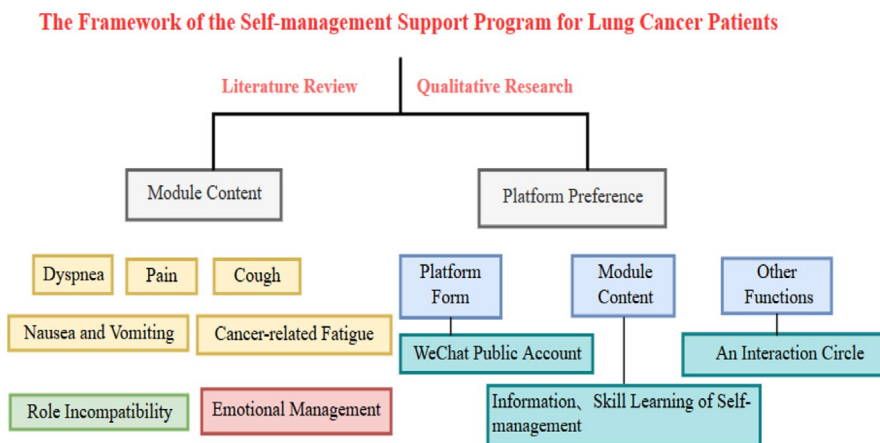 The Framework of the Self-management Support Program for Lung Cancer Patients
Literature Review
Qualitative Research
Module Content
Platform Preference
Dyspnea
Pain
Cough
Platform
Form
Module
Content
Other
Functions
Nausea and Vomiting
Cancer-related Fatigue
WeChat Public Account
An Interaction Circle
Role Incompatibility
Emotional Management
Information、Skill Learning of Self-
management